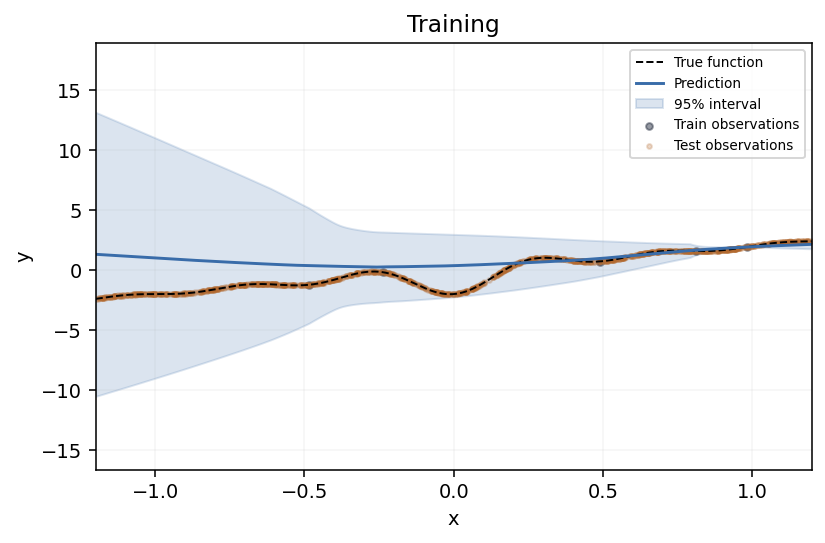 Training
True function
Prediction
95% interval
Train observations
Test observations
15
10
5
0
−5
−10
−15
y
−1.0 −0.5 0.0 0.5 1.0
x